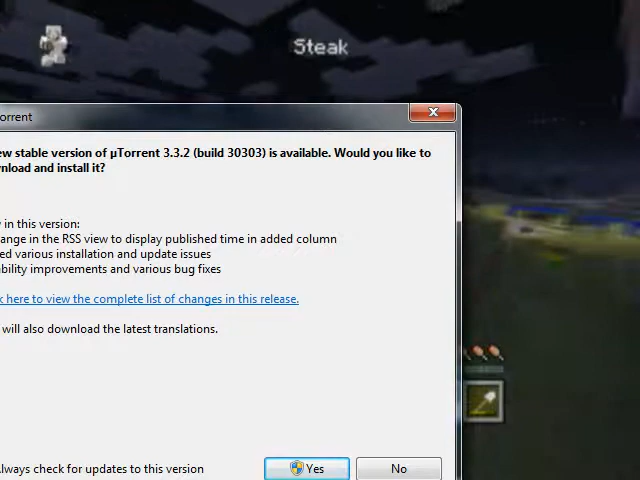 Steak
orrent
ew stable version of µTorrent 3.3.2 (build 30303) is available. Would you like to
nload and install it?
in this version:
ange in the RSS view to display published time in added column
ed various installation and update issues
bility improvements and various bug fixes
k here to view the complete list of changes in this release.
will also download the latest translations.
Always check for updates to this version
Yes
No